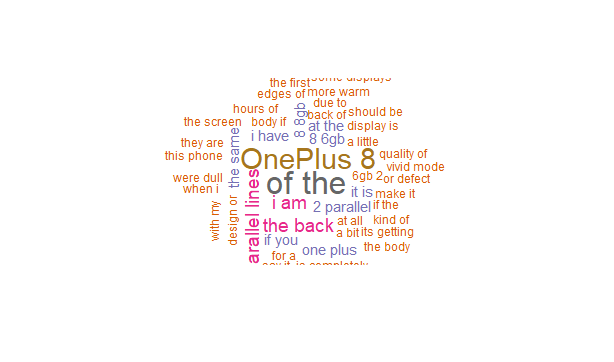 some displays
the first
edges of
more warm
hours of
due to
8 8gb
back of
should be
the screen
body if
at the
display is
i have
8 6gb
a little
they are
the same
this phone
OnePlus 8
quality of
vivid mode
were dull
of the
6gb 2
or defect
when i
it is
make it
arallel lines
i am
2 parallel
if the
with my
design or
the back
at all
kind of
a bit
its getting
if you
one plus
the body
for a
is completely